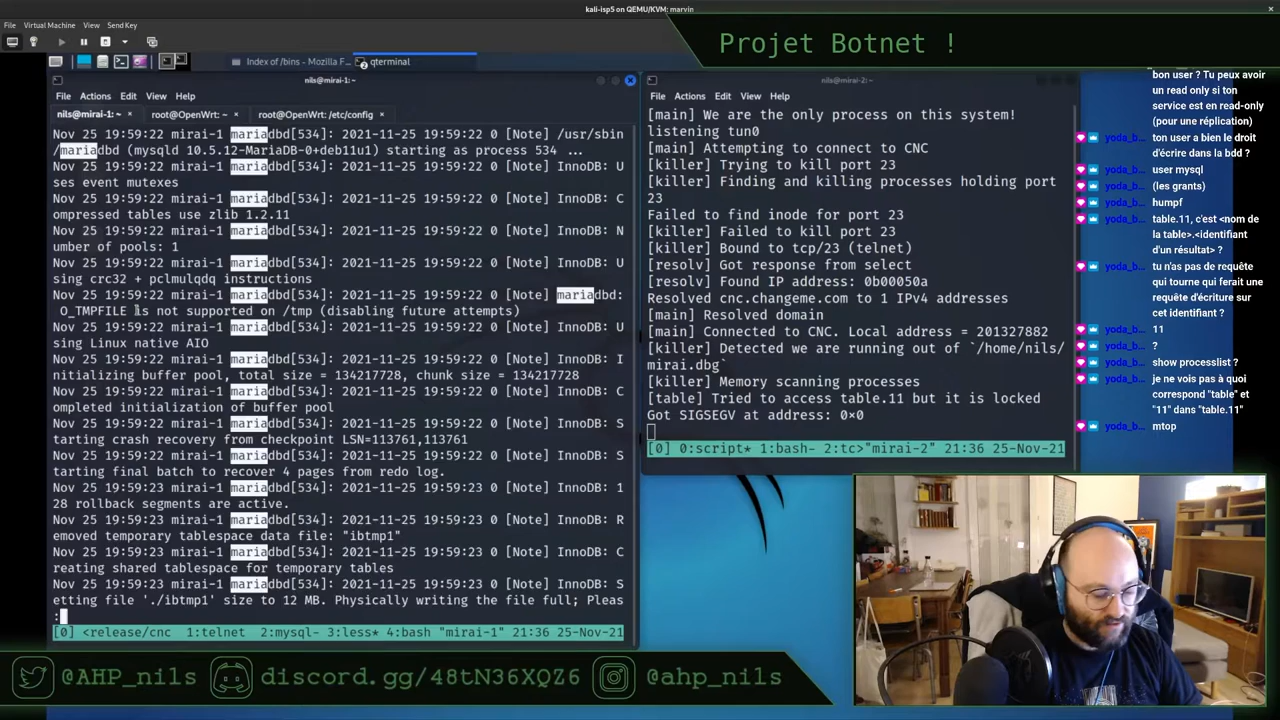 kali-isp5 on QEMU/KVM: marvin
File Virtual Machine View Send Key
Projet Botnet !
Index of /bins - Mozilla F...
qterminal
nils@mirai-1: ~
File Actions Edit View Help
nils@mirai-1: ~ × root@OpenWrt: ~ × root@OpenWrt: /etc/config ×
Nov 25 19:59:22 mirai-1 mariadbd[534]: 2021-11-25 19:59:22 0 [Note] /usr/sbin
/mariadbd (mysqld 10.5.12-MariaDB-0+deb11u1) starting as process 534 ...
Nov 25 19:59:22 mirai-1 mariadbd[534]: 2021-11-25 19:59:22 0 [Note] InnoDB: U
ses event mutexes
Nov 25 19:59:22 mirai-1 mariadbd[534]: 2021-11-25 19:59:22 0 [Note] InnoDB: C
ompressed tables use zlib 1.2.11
Nov 25 19:59:22 mirai-1 mariadbd[534]: 2021-11-25 19:59:22 0 [Note] InnoDB: N
umber of pools: 1
Nov 25 19:59:22 mirai-1 mariadbd[534]: 2021-11-25 19:59:22 0 [Note] InnoDB: U
sing crc32 + pclmulqdq instructions
Nov 25 19:59:22 mirai-1 mariadbd[534]: 2021-11-25 19:59:22 0 [Note] mariadbd:
O_TMPFILE is not supported on /tmp (disabling future attempts)
Nov 25 19:59:22 mirai-1 mariadbd[534]: 2021-11-25 19:59:22 0 [Note] InnoDB: U
sing Linux native AIO
Nov 25 19:59:22 mirai-1 mariadbd[534]: 2021-11-25 19:59:22 0 [Note] InnoDB: I
nitializing buffer pool, total size = 134217728, chunk size = 134217728
Nov 25 19:59:22 mirai-1 mariadbd[534]: 2021-11-25 19:59:22 0 [Note] InnoDB: C
ompleted initialization of buffer pool
Nov 25 19:59:22 mirai-1 mariadbd[534]: 2021-11-25 19:59:22 0 [Note] InnoDB: S
tarting crash recovery from checkpoint LSN=113761,113761
Nov 25 19:59:22 mirai-1 mariadbd[534]: 2021-11-25 19:59:22 0 [Note] InnoDB: S
tarting final batch to recover 4 pages from redo log.
Nov 25 19:59:23 mirai-1 mariadbd[534]: 2021-11-25 19:59:23 0 [Note] InnoDB: 1
28 rollback segments are active.
Nov 25 19:59:23 mirai-1 mariadbd[534]: 2021-11-25 19:59:23 0 [Note] InnoDB: R
emoved temporary tablespace data file: "ibtmp1"
Nov 25 19:59:23 mirai-1 mariadbd[534]: 2021-11-25 19:59:23 0 [Note] InnoDB: C
reating shared tablespace for temporary tables
Nov 25 19:59:23 mirai-1 mariadbd[534]: 2021-11-25 19:59:23 0 [Note] InnoDB: S
etting file './ibtmp1' size to 12 MB. Physically writing the file full; Pleas
:
[0] <release/cnc 1:telnet 2:mysql- 3:less* 4:bash "mirai-1" 21:36 25-Nov-21
nils@mirai-2: ~
File Actions Edit View Help
[main] We are the only process on this system!
listening tun0
[main] Attempting to connect to CNC
[killer] Trying to kill port 23
[killer] Finding and killing processes holding port
23
Failed to find inode for port 23
[killer] Failed to kill port 23
[killer] Bound to tcp/23 (telnet)
[resolv] Got response from select
[resolv] Found IP address: 0b00050a
Resolved cnc.changeme.com to 1 IPv4 addresses
[main] Resolved domain
[main] Connected to CNC. Local address = 201327882
[killer] Detected we are running out of `/home/nils/
mirai.dbg`
[killer] Memory scanning processes
[table] Tried to access table.11 but it is locked
Got SIGSEGV at address: 0×0
[0] 0:script* 1:bash- 2:tc>"mirai-2" 21:36 25-Nov-21
bon user ? Tu peux avoir
un read only si ton
service est en read-only
(pour une réplication)
yoda_b... ton user a bien le droit
d'écrire dans la bdd ?
yoda_b... user mysql
yoda_b... (les grants)
yoda_b... humpf
yoda_b... table.11, c'est <nom de
la table>.<identifiant
d'un résultat> ?
yoda_b... tu n'as pas de requête
qui tourne qui ferait une
requête d'écriture sur
cet identifiant ?
yoda_b... 11
yoda_b... ?
yoda_b... show processlist ?
yoda_b... je ne vois pas à quoi
correspond "table" et
"11" dans "table.11"
yoda_b... mtop
@AHP_nils discord.gg/48tN36XQZ6 @ahp_nils